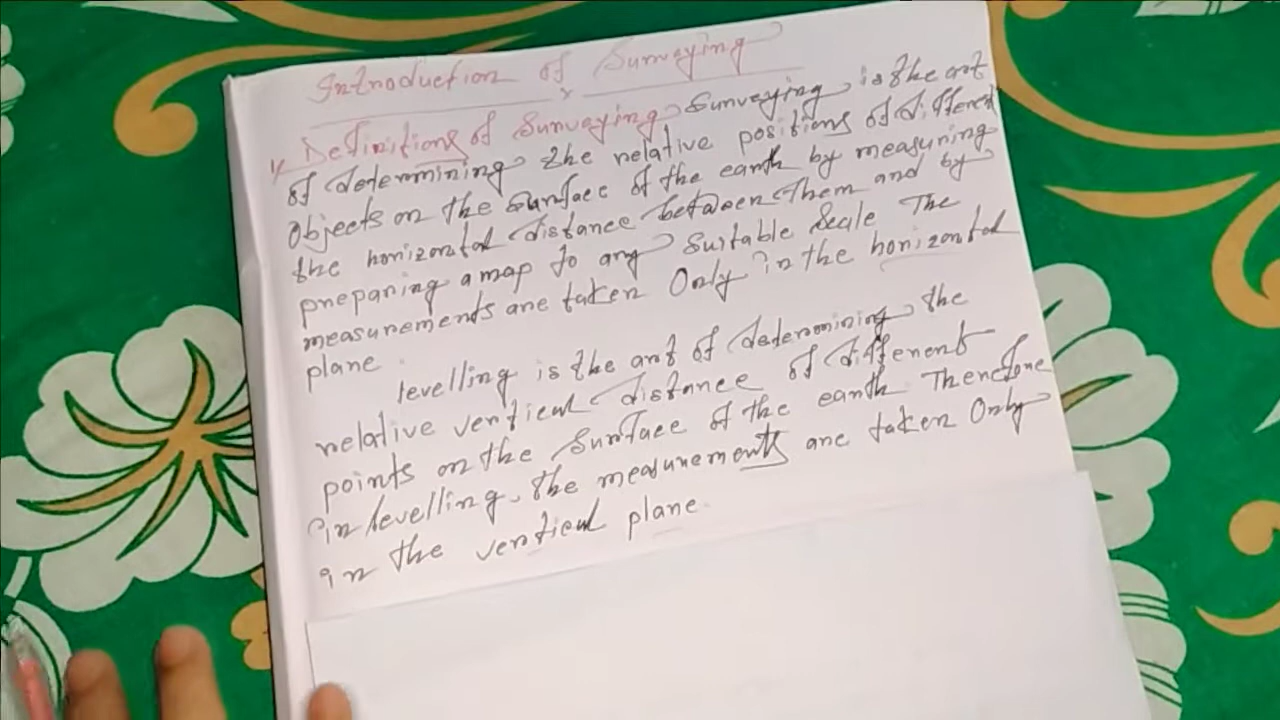 Introduction of Surveying
x
1/ Definitions of Surveying Surveying is the art
of determining the relative positions of different
objects on the surface of the earth by measuring
the horizontal distance between them and by
preparing a map to any suitable scale The
measurements are taken only in the horizontal
plane
levelling is the art of determining the
relative vertical distance of different
points on the surface of the earth Therefore
in levelling, the measurements are taken only
in the vertical plane.